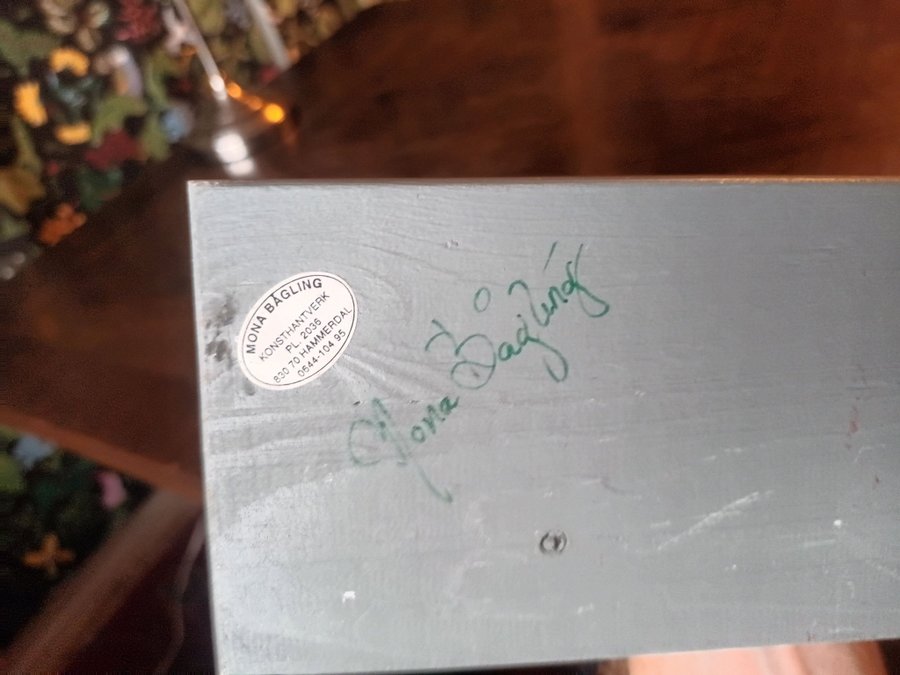 MONA BÅGLING
KONSTHANTVERK
PL. 2036
830 70 HAMMERDAL
0644-104 95
Mona Bågling